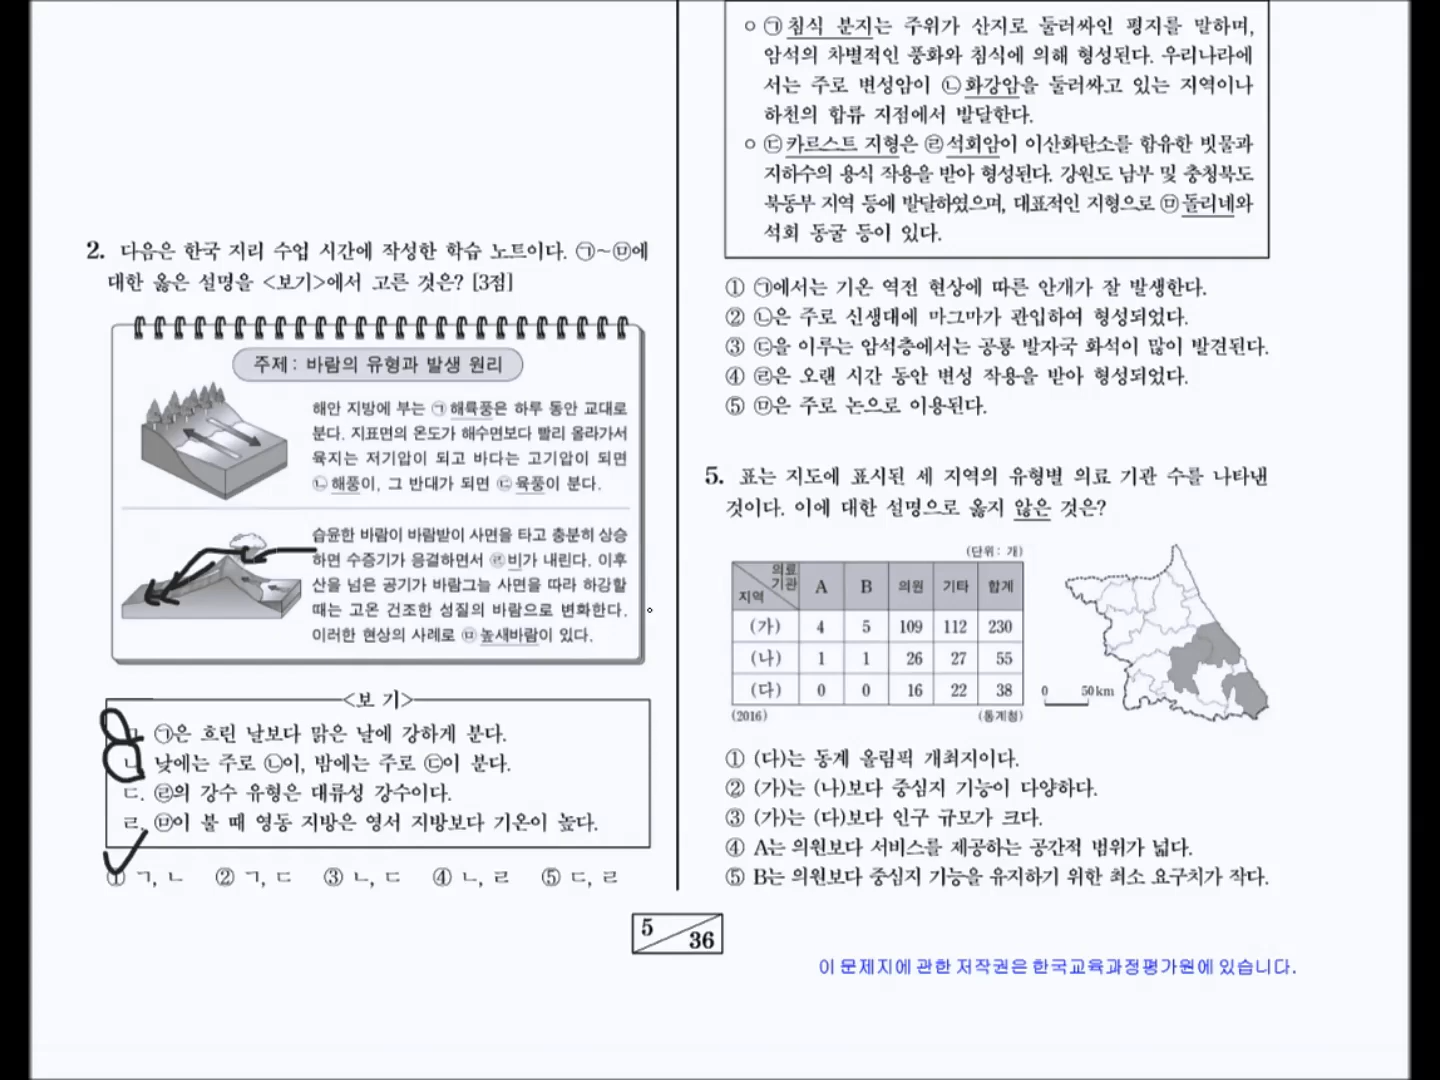 2. 다음은 한국 지리 수업 시간에 작성한 학습 노트이다. ㉠~㉤에
대한 옳은 설명을 <보기>에서 고른 것은? [3점]
주제: 바람의 유형과 발생 원리
해안 지방에 부는 ㉠해륙풍은 하루 동안 교대로
분다. 지표면의 온도가 해수면보다 빨리 올라가서
육지는 저기압이 되고 바다는 고기압이 되면
㉡해풍이, 그 반대가 되면 ㉢육풍이 분다.
습윤한 바람이 바람받이 사면을 타고 충분히 상승
하면 수증기가 응결하면서 ㉣비가 내린다. 이후
산을 넘은 공기가 바람그늘 사면을 따라 하강할
때는 고온 건조한 성질의 바람으로 변화한다.
이러한 현상의 사례로 ㉤높새바람이 있다.
<보 기>
ㄱ. ㉠은 흐린 날보다 맑은 날에 강하게 분다.
ㄴ. 낮에는 주로 ㉡이, 밤에는 주로 ㉢이 분다.
ㄷ. ㉣의 강수 유형은 대류성 강수이다.
ㄹ. ㉤이 불 때 영동 지방은 영서 지방보다 기온이 높다.
① ㄱ, ㄴ ② ㄱ, ㄷ ③ ㄴ, ㄷ ④ ㄴ, ㄹ ⑤ ㄷ, ㄹ
○ ㉠침식 분지는 주위가 산지로 둘러싸인 평지를 말하며,
암석의 차별적인 풍화와 침식에 의해 형성된다. 우리나라에
서는 주로 변성암이 ㉡화강암을 둘러싸고 있는 지역이나
하천의 합류 지점에서 발달한다.
○ ㉢카르스트 지형은 ㉣석회암이 이산화탄소를 함유한 빗물과
지하수의 용식 작용을 받아 형성된다. 강원도 남부 및 충청북도
북동부 지역 등에 발달하였으며, 대표적인 지형으로 ㉤돌리네와
석회 동굴 등이 있다.
① ㉠에서는 기온 역전 현상에 따른 안개가 잘 발생한다.
② ㉡은 주로 신생대에 마그마가 관입하여 형성되었다.
③ ㉢을 이루는 암석층에서는 공룡 발자국 화석이 많이 발견된다.
④ ㉣은 오랜 시간 동안 변성 작용을 받아 형성되었다.
⑤ ㉤은 주로 논으로 이용된다.
5. 표는 지도에 표시된 세 지역의 유형별 의료 기관 수를 나타낸
것이다. 이에 대한 설명으로 옳지 않은 것은?
(단위: 개)
지역 의료 기관 A B 의원 기타 합계
(가) 4 5 109 112 230
(나) 1 1 26 27 55
(다) 0 0 16 22 38
(2016) (통계청)
0 50 km
① (다)는 동계 올림픽 개최지이다.
② (가)는 (나)보다 중심지 기능이 다양하다.
③ (가)는 (다)보다 인구 규모가 크다.
④ A는 의원보다 서비스를 제공하는 공간적 범위가 넓다.
⑤ B는 의원보다 중심지 기능을 유지하기 위한 최소 요구치가 작다.
5 36
이 문제지에 관한 저작권은 한국교육과정평가원에 있습니다.